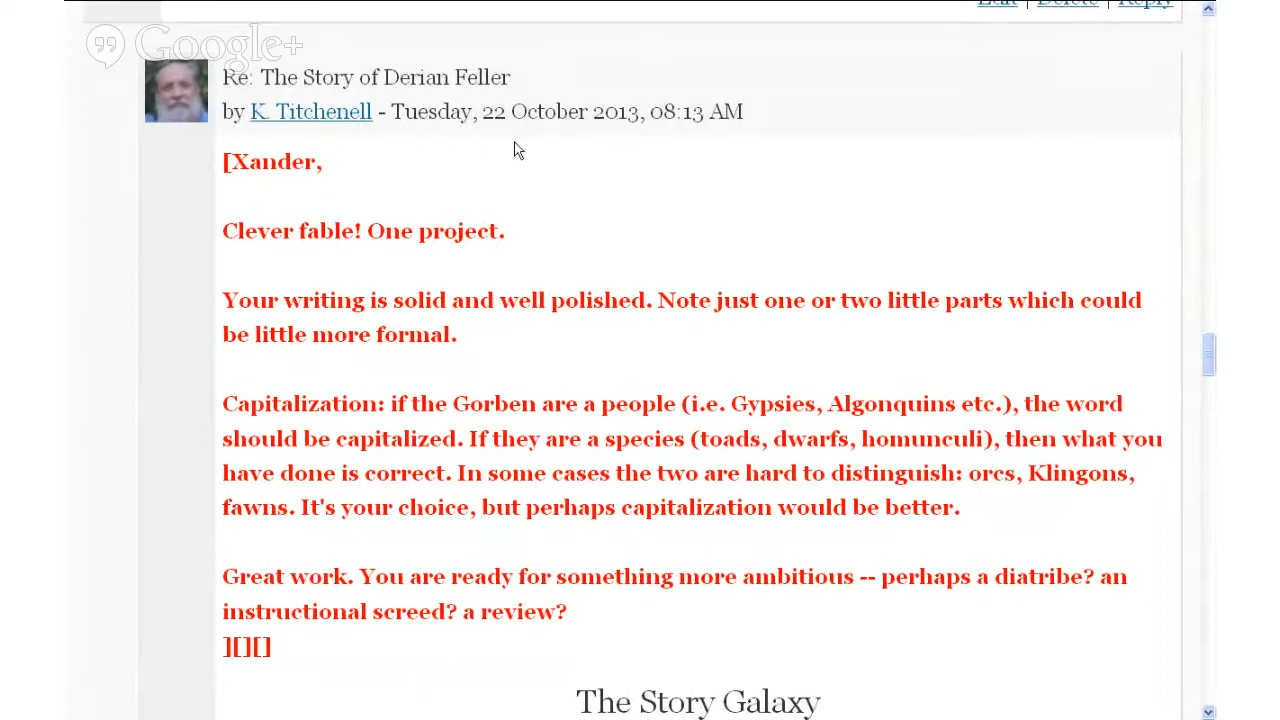 Edit | Delete | Reply
Google+
Re: The Story of Derian Feller
by K. Titchenell - Tuesday, 22 October 2013, 08:13 AM
[Xander,
Clever fable! One project.
Your writing is solid and well polished. Note just one or two little parts which could
be little more formal.
Capitalization: if the Gorben are a people (i.e. Gypsies, Algonquins etc.), the word
should be capitalized. If they are a species (toads, dwarfs, homunculi), then what you
have done is correct. In some cases the two are hard to distinguish: orcs, Klingons,
fawns. It's your choice, but perhaps capitalization would be better.
Great work. You are ready for something more ambitious -- perhaps a diatribe? an
instructional screed? a review?
][][]
The Story Galaxy